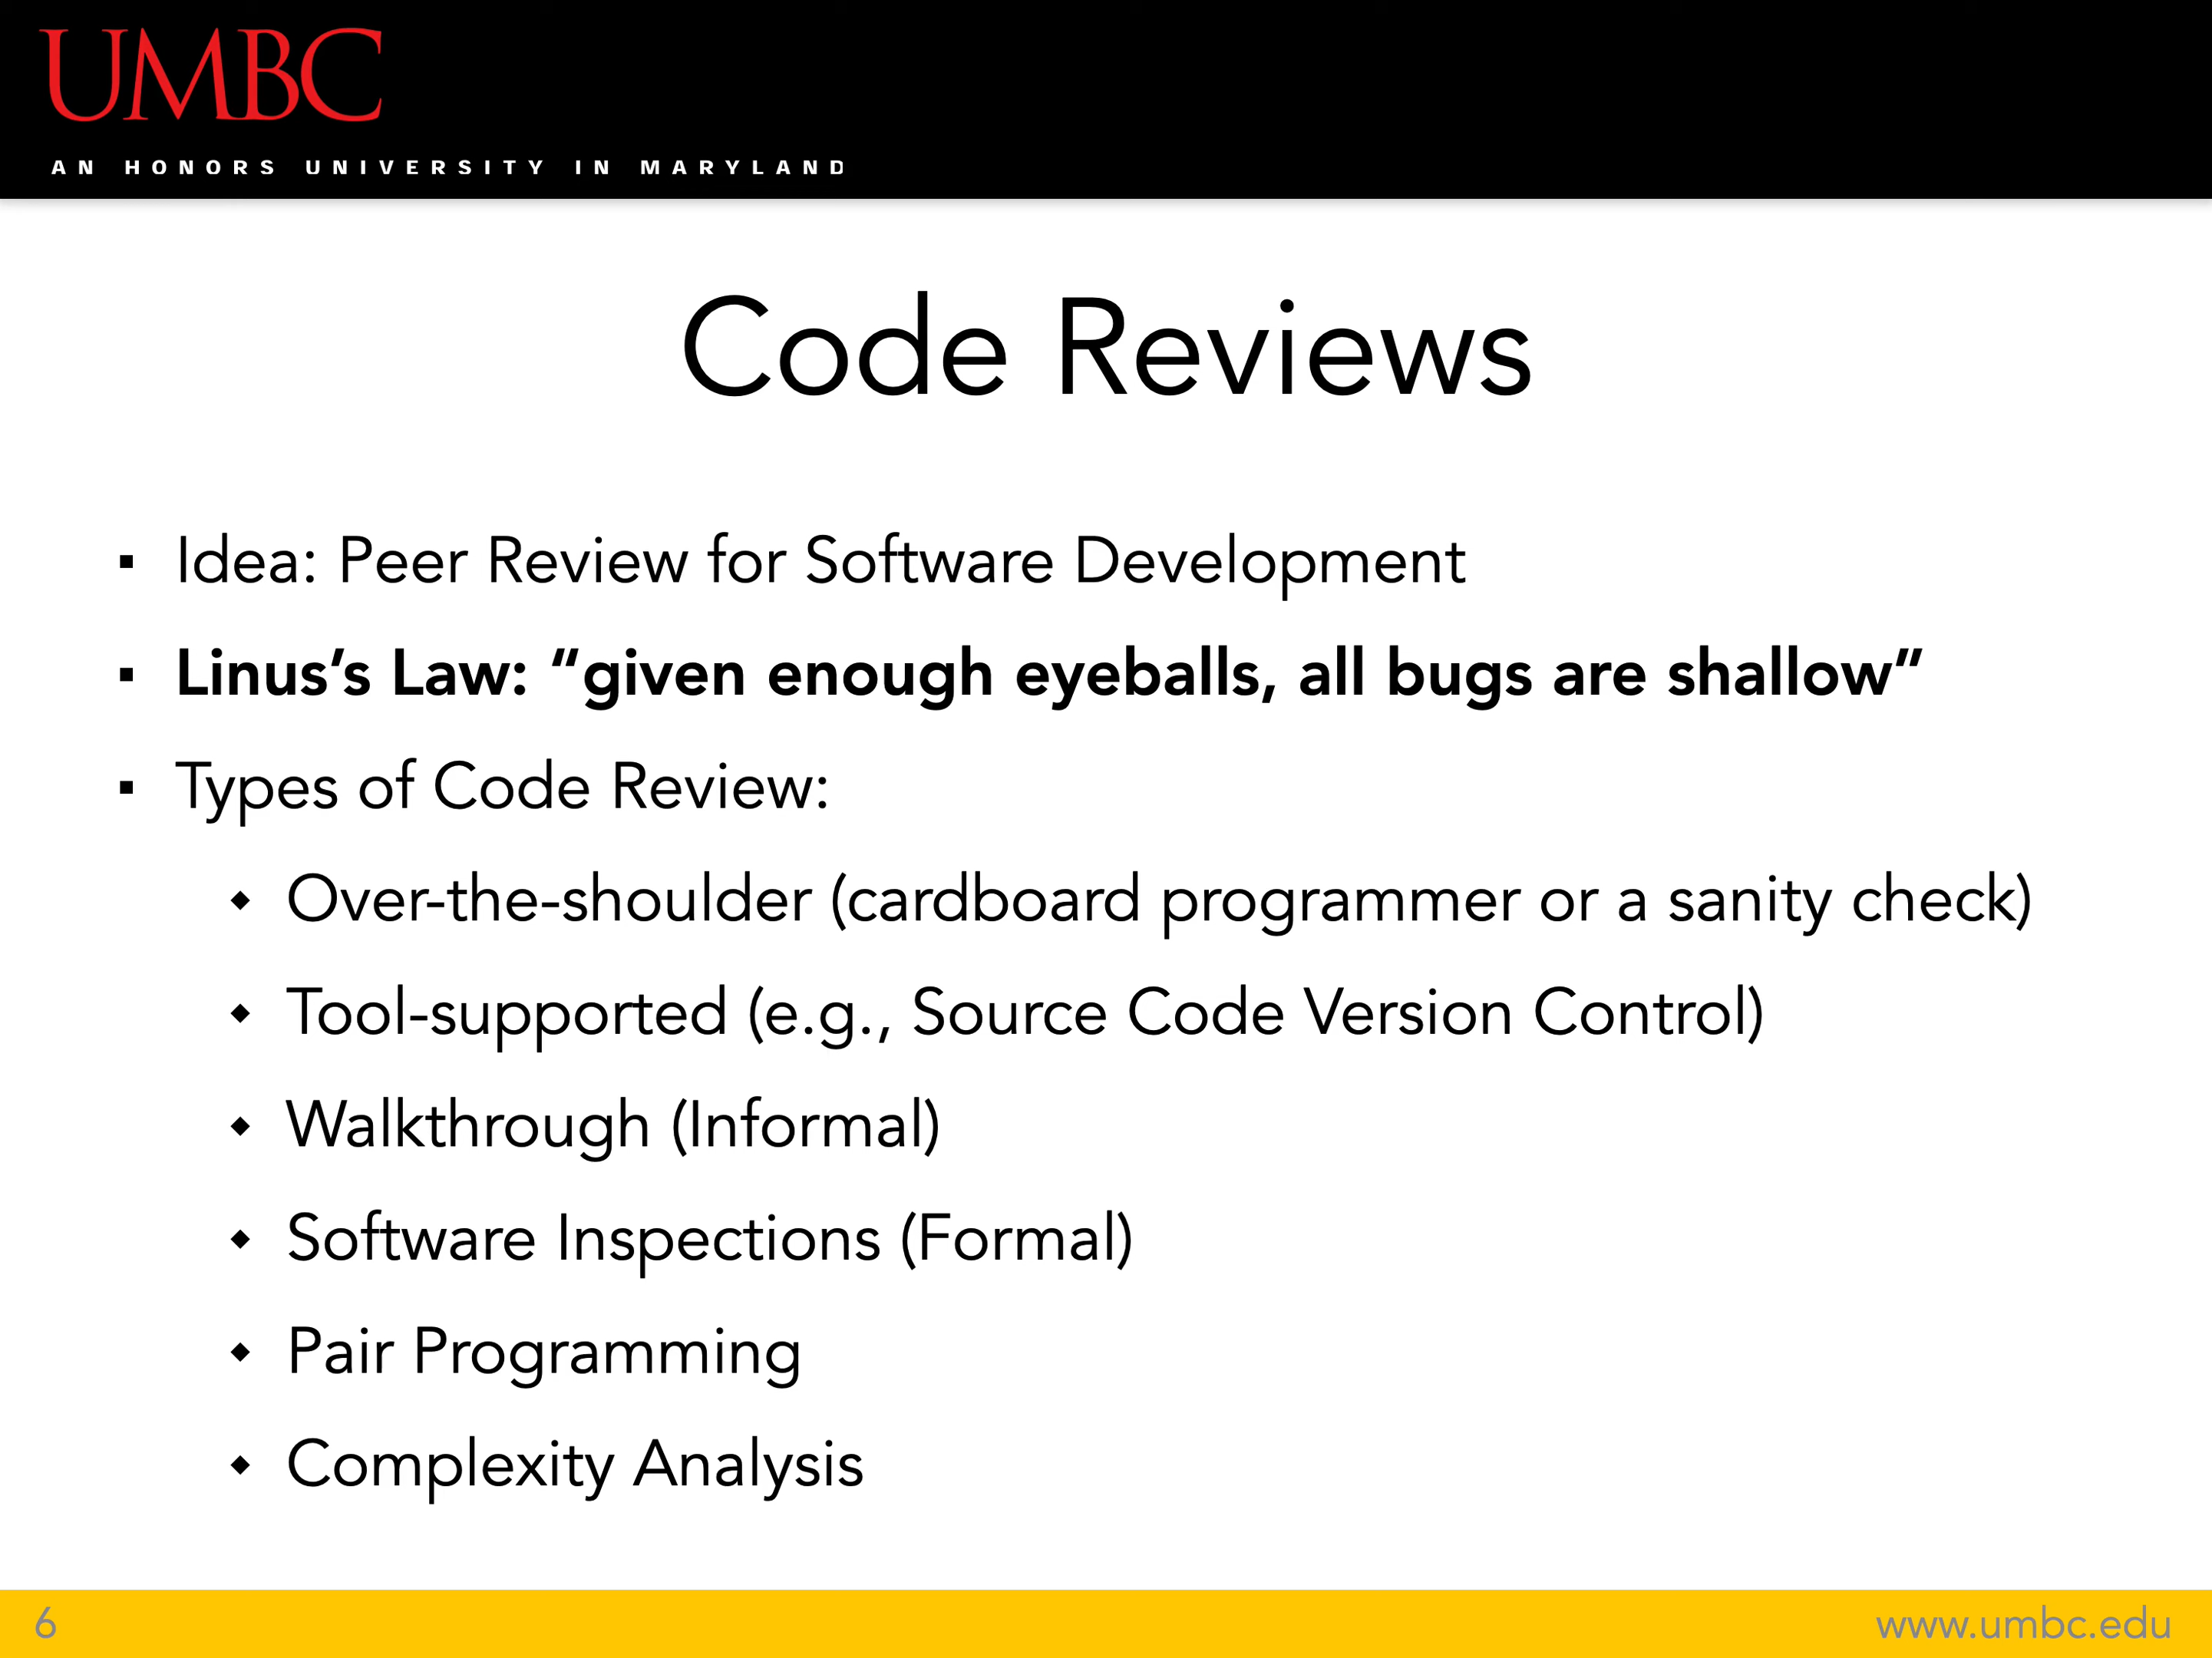 UMBC
AN HONORS UNIVERSITY IN MARYLAND
Code Reviews
▪ Idea: Peer Review for Software Development
▪ Linus’s Law: “given enough eyeballs, all bugs are shallow”
▪ Types of Code Review:
◆ Over-the-shoulder (cardboard programmer or a sanity check)
◆ Tool-supported (e.g., Source Code Version Control)
◆ Walkthrough (Informal)
◆ Software Inspections (Formal)
◆ Pair Programming
◆ Complexity Analysis
6
www.umbc.edu